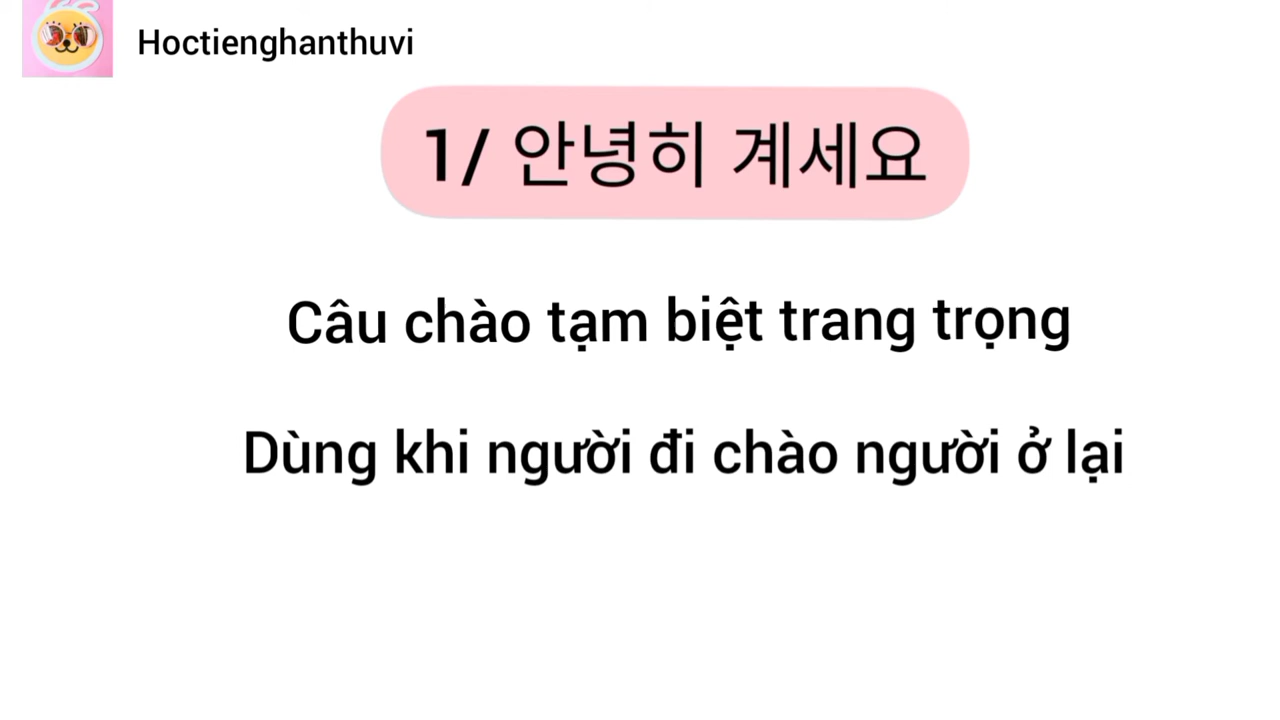 Hoctienghanthuvi
1/ 안녕히 계세요
Câu chào tạm biệt trang trọng
Dùng khi người đi chào người ở lại